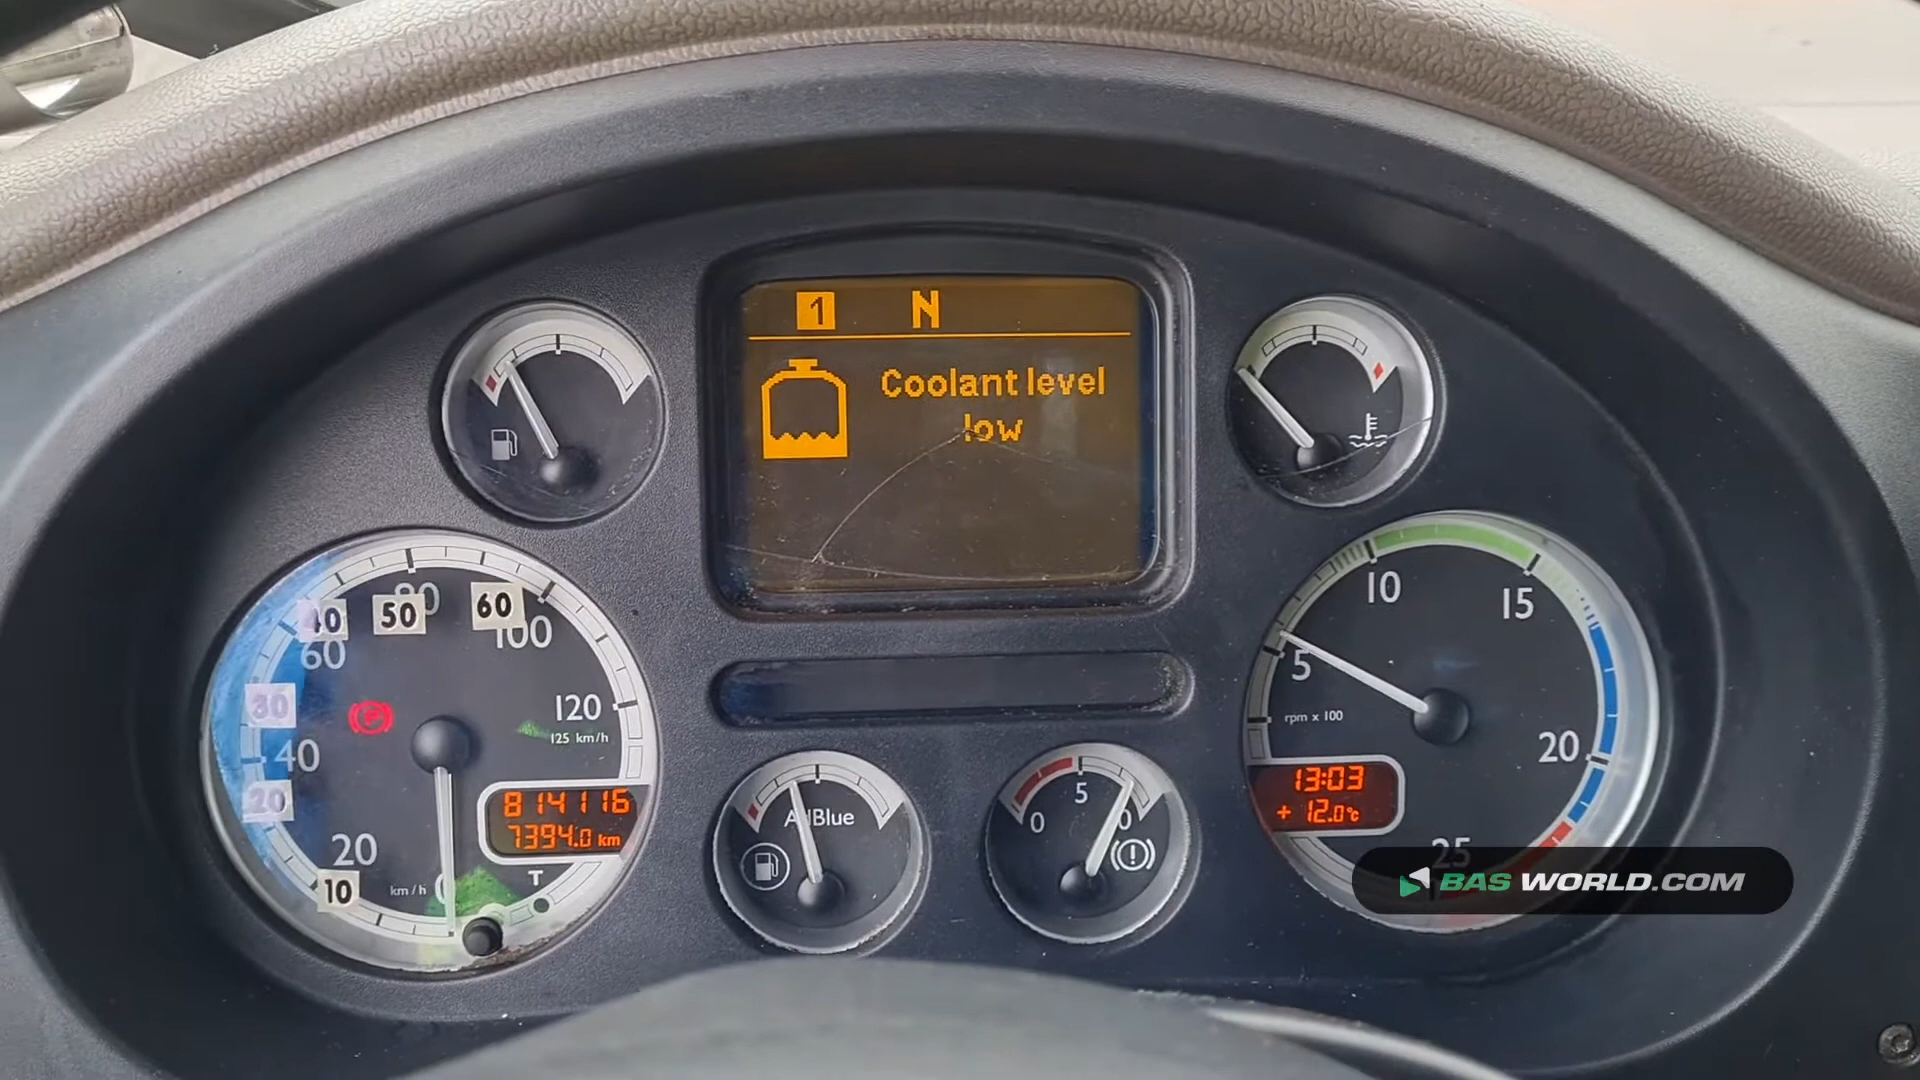 1 N
Coolant level
low
40 50 80 60
60 100
30
120
125 km/h
40
20
814116
7394.0 km
20
10
km/h 0 T
AdBlue
0 5
10 15
5
rpm x 100
20
13:03
+ 12.0°C
25
BAS WORLD.COM